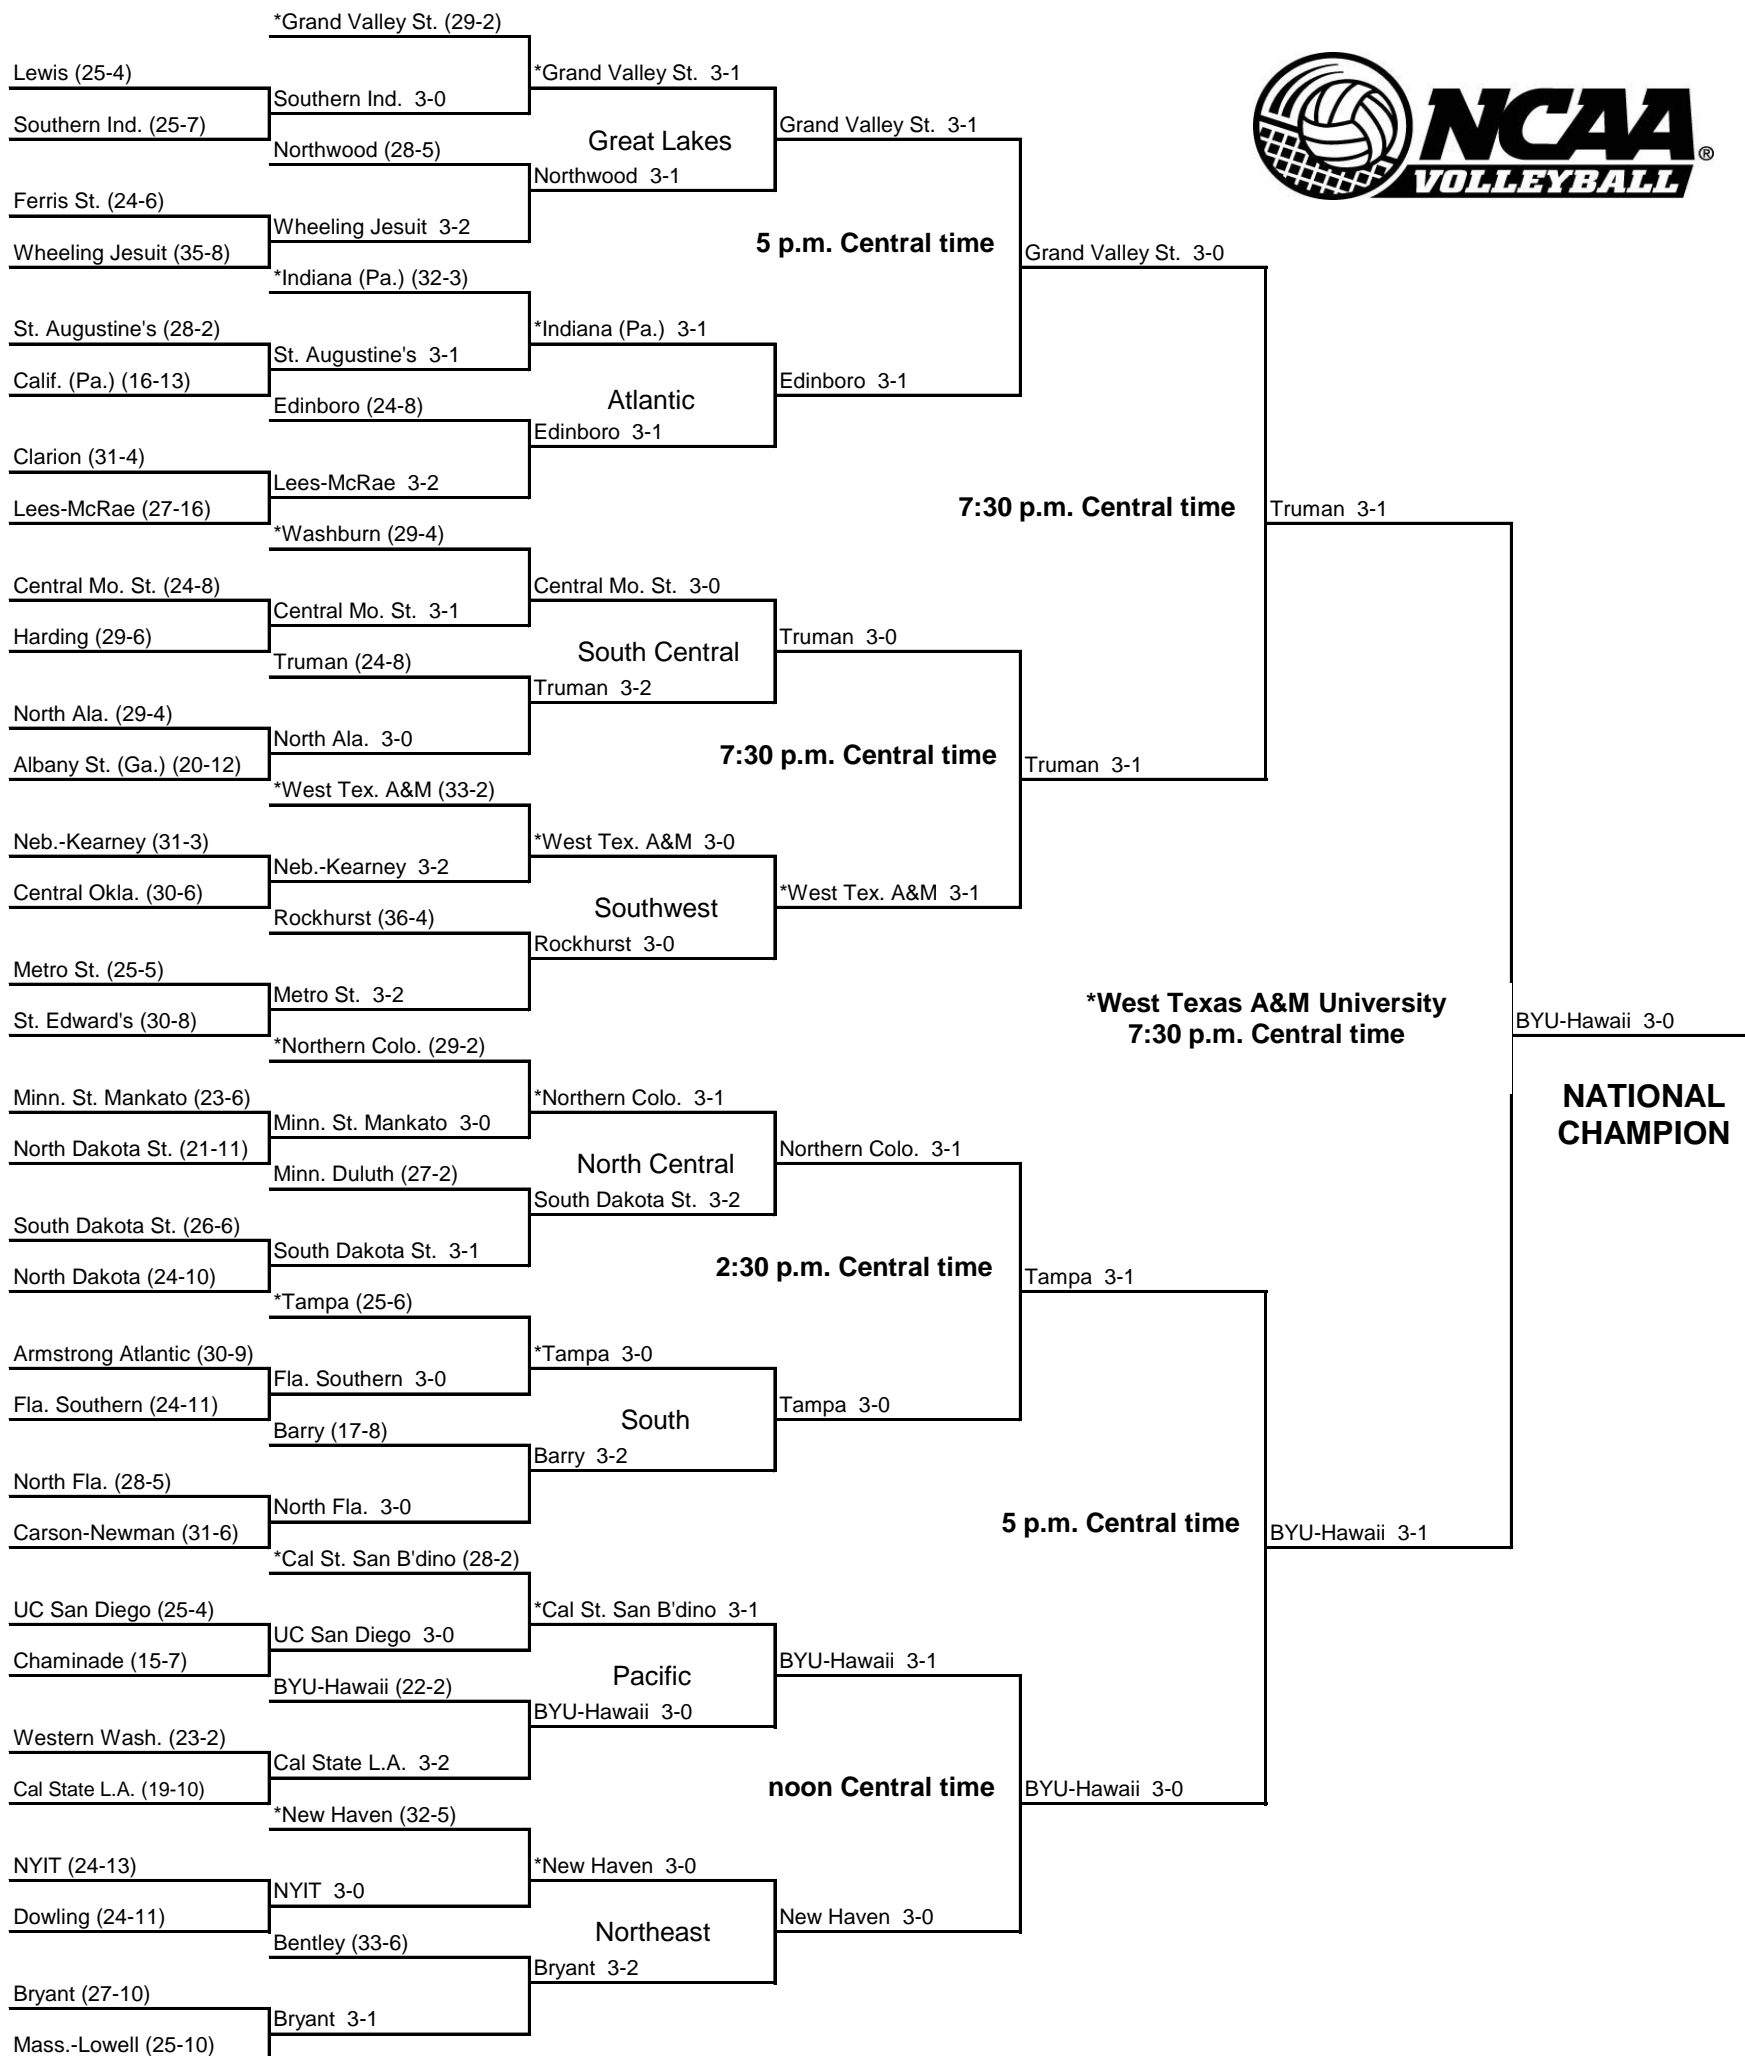 *Grand Valley St. (29-2)
Lewis (25-4)
*Grand Valley St. 3-1
Southern Ind. 3-0
Southern Ind. (25-7)
Grand Valley St. 3-1
Great Lakes
Northwood (28-5)
Northwood 3-1
Ferris St. (24-6)
Wheeling Jesuit 3-2
Wheeling Jesuit (35-8)
5 p.m. Central time
Grand Valley St. 3-0
*Indiana (Pa.) (32-3)
St. Augustine's (28-2)
*Indiana (Pa.) 3-1
St. Augustine's 3-1
Calif. (Pa.) (16-13)
Edinboro 3-1
Atlantic
Edinboro (24-8)
Edinboro 3-1
Clarion (31-4)
Lees-McRae 3-2
Lees-McRae (27-16)
7:30 p.m. Central time
Truman 3-1
*Washburn (29-4)
Central Mo. St. (24-8)
Central Mo. St. 3-0
Central Mo. St. 3-1
Harding (29-6)
Truman 3-0
South Central
Truman (24-8)
Truman 3-2
North Ala. (29-4)
North Ala. 3-0
Albany St. (Ga.) (20-12)
7:30 p.m. Central time
Truman 3-1
*West Tex. A&M (33-2)
Neb.-Kearney (31-3)
*West Tex. A&M 3-0
Neb.-Kearney 3-2
Central Okla. (30-6)
*West Tex. A&M 3-1
Southwest
Rockhurst (36-4)
Rockhurst 3-0
Metro St. (25-5)
Metro St. 3-2
St. Edward's (30-8)
*West Texas A&M University
7:30 p.m. Central time
BYU-Hawaii 3-0
NATIONAL
CHAMPION
*Northern Colo. (29-2)
Minn. St. Mankato (23-6)
*Northern Colo. 3-1
Minn. St. Mankato 3-0
North Dakota St. (21-11)
Northern Colo. 3-1
North Central
Minn. Duluth (27-2)
South Dakota St. 3-2
South Dakota St. (26-6)
South Dakota St. 3-1
North Dakota (24-10)
2:30 p.m. Central time
Tampa 3-1
*Tampa (25-6)
Armstrong Atlantic (30-9)
*Tampa 3-0
Fla. Southern 3-0
Fla. Southern (24-11)
Tampa 3-0
South
Barry (17-8)
Barry 3-2
North Fla. (28-5)
North Fla. 3-0
Carson-Newman (31-6)
5 p.m. Central time
BYU-Hawaii 3-1
*Cal St. San B'dino (28-2)
UC San Diego (25-4)
*Cal St. San B'dino 3-1
UC San Diego 3-0
Chaminade (15-7)
BYU-Hawaii 3-1
Pacific
BYU-Hawaii (22-2)
BYU-Hawaii 3-0
Western Wash. (23-2)
Cal State L.A. 3-2
Cal State L.A. (19-10)
noon Central time
BYU-Hawaii 3-0
*New Haven (32-5)
NYIT (24-13)
*New Haven 3-0
NYIT 3-0
Dowling (24-11)
New Haven 3-0
Northeast
Bentley (33-6)
Bryant 3-2
Bryant (27-10)
Bryant 3-1
Mass.-Lowell (25-10)
NCAA®
VOLLEYBALL